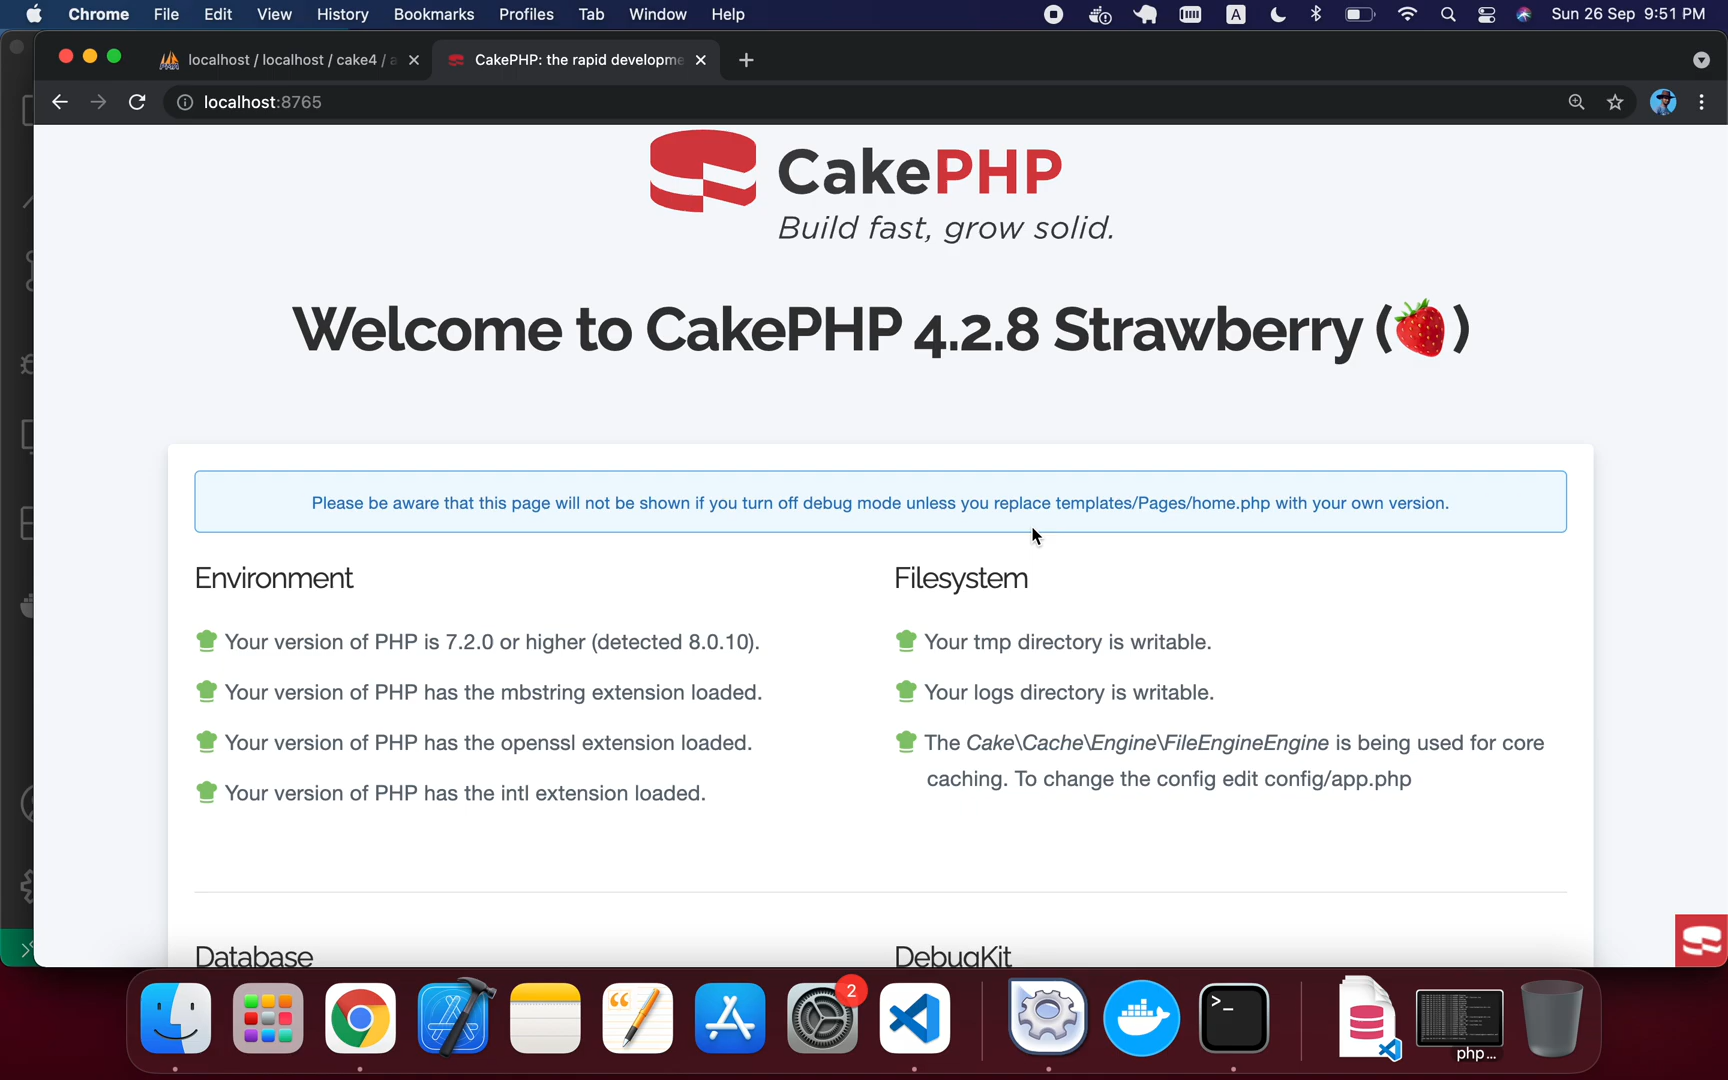 Chrome File Edit View History Bookmarks Profiles Tab Window Help
A
Sun 26 Sep 9:51 PM
localhost / localhost / cake4 / a
CakePHP: the rapid developme
localhost:8765
CakePHP
Build fast, grow solid.
Welcome to CakePHP 4.2.8 Strawberry (🍓)
Please be aware that this page will not be shown if you turn off debug mode unless you replace templates/Pages/home.php with your own version.
Environment
Your version of PHP is 7.2.0 or higher (detected 8.0.10).
Your version of PHP has the mbstring extension loaded.
Your version of PHP has the openssl extension loaded.
Your version of PHP has the intl extension loaded.
Filesystem
Your tmp directory is writable.
Your logs directory is writable.
The Cake\Cache\Engine\FileEngineEngine is being used for core
caching. To change the config edit config/app.php
Database
DebugKit
2
php...